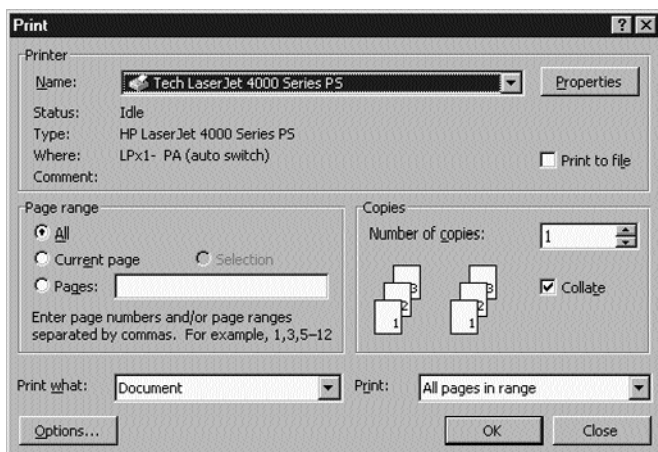 Print
Printer
Name: Tech LaserJet 4000 Series PS Properties
Status: Idle
Type: HP LaserJet 4000 Series PS
Where: LPx1- PA (auto switch) Print to file
Comment:
Page range
All
Current page Selection
Pages:
Enter page numbers and/or page ranges
separated by commas. For example, 1,3,5–12
Copies
Number of copies: 1
3 3
2 2
1 1
Collate
Print what: Document Print: All pages in range
Options... OK Close